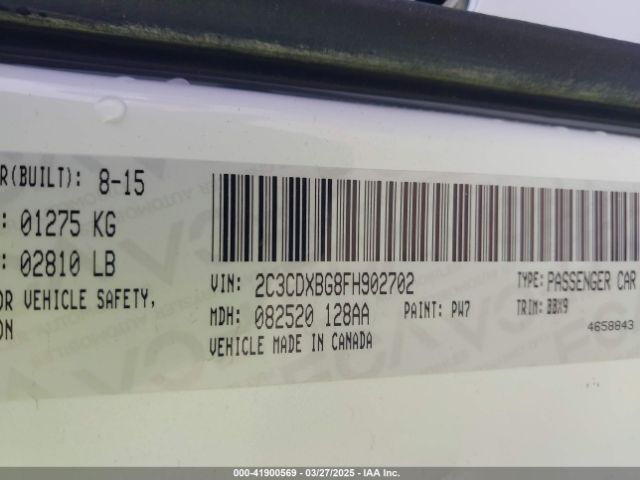 R(BUILT): 8-15
: 01275 KG
: 02810 LB
OR VEHICLE SAFETY,
ON
VIN: 2C3CDXBG8FH902702
TYPE: PASSENGER CAR
MDH: 082520 128AA
PAINT: PW7
TRIM: BBX9
VEHICLE MADE IN CANADA
4658843
000-41900569 - 03/27/2025 - IAA Inc.